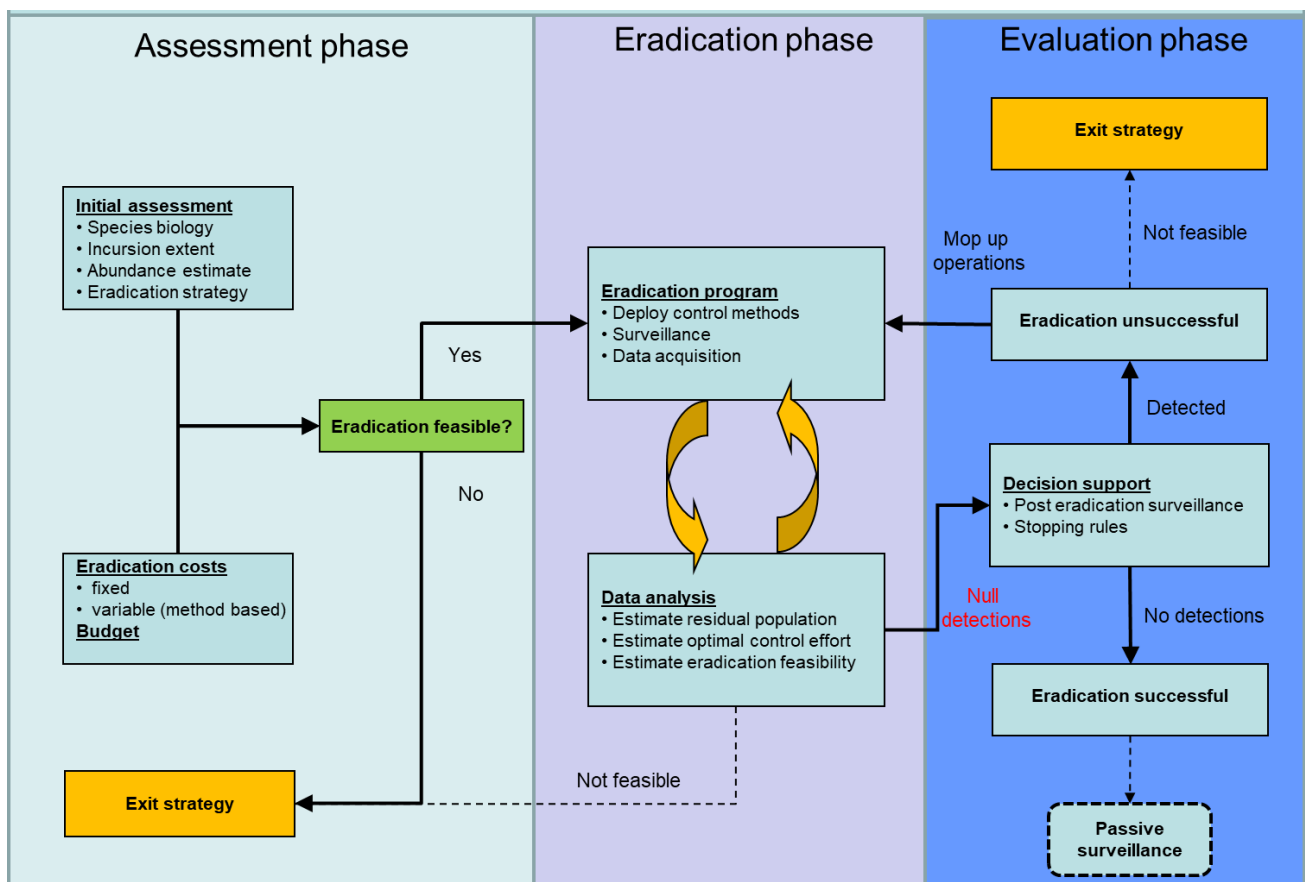 Assessment phase
Initial assessment
• Species biology
• Incursion extent
• Abundance estimate
• Eradication strategy
Yes
Eradication feasible?
No
Eradication costs
• fixed
• variable (method based)
Budget
Exit strategy
Eradication phase
Eradication program
• Deploy control methods
• Surveillance
• Data acquisition
Data analysis
• Estimate residual population
• Estimate optimal control effort
• Estimate eradication feasibility
Not feasible
Evaluation phase
Exit strategy
Not feasible
Mop up
operations
Eradication unsuccessful
Detected
Decision support
• Post eradication surveillance
• Stopping rules
Null
detections
No detections
Eradication successful
Passive
surveillance